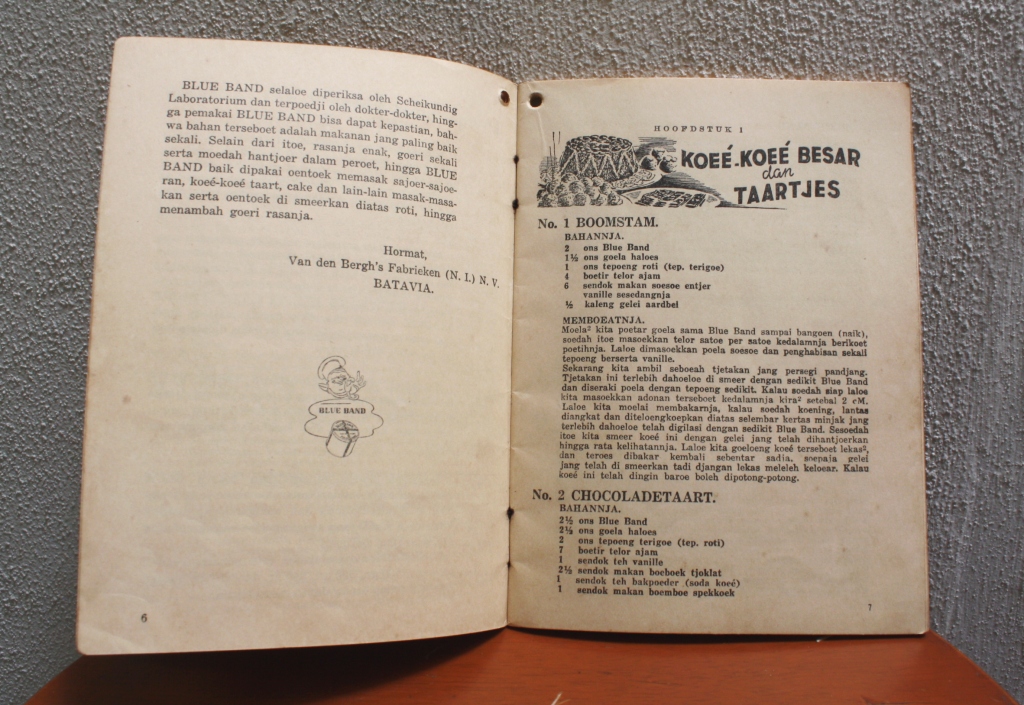 BLUE BAND selaloe diperiksa oleh Scheikundig
Laboratorium dan terpoedji oleh dokter-dokter, hing-
ga pemakai BLUE BAND bisa dapat kepastian, bah-
wa bahan terseboet adalah makanan jang paling baik
sekali. Selain dari itoe, rasanja enak, goeri sekali
serta moedah hantjoer dalam peroet, hingga BLUE
BAND baik dipakai oentoek memasak sajoer-sajoe-
ran, koeé-koeé taart, cake dan lain-lain masak-masa-
kan serta oentoek di smeerkan diatas roti, hingga
menambah goeri rasanja.
Hormat,
Van den Bergh's Fabrieken (N. I.) N. V.
BATAVIA.
BLUE BAND
6
HOOFDSTUK I
KOEÉ-KOEÉ BESAR
dan
TAARTJES
No. 1 BOOMSTAM.
BAHANNJA.
2 ons Blue Band
1½ ons goela haloes
1 ons tepoeng roti (tep. terigoe)
4 boetir telor ajam
6 sendok makan soesoe entjer
vanille sesedangnja
½ kaleng gelei aardbei
MEMBOEATNJA.
Moela² kita poetar goela sama Blue Band sampai bangoen (naik),
soedah itoe masoekkan telor satoe per satoe kedalamnja berikoet
poetihnja. Laloe dimasoekkan poela soesoe dan penghabisan sekali
tepoeng berserta vanille.
Sekarang kita ambil seboeah tjetakan jang persegi pandjang.
Tjetakan ini terlebih dahoeloe di smeer dengan sedikit Blue Band
dan diseraki poela dengan tepoeng sedikit. Kalau soedah siap laloe
kita masoekkan adonan terseboet kedalamnja kira² setebal 2 cM.
Laloe kita moelai membakarnja, kalau soedah koening, lantas
diangkat dan diteloengkoepkan diatas selembar kertas minjak jang
terlebih dahoeloe telah digilasi dengan sedikit Blue Band. Sesoedah
itoe kita smeer koeé ini dengan gelei jang telah dihantjoerkan
hingga rata kelihatannja. Laloe kita goeloeng koeé terseboet lekas²,
dan teroes dibakar kembali sebentar sadja, soepaja gelei
jang telah di smeerkan tadi djangan lekas meleleh keloear. Kalau
koeé ini telah dingin baroe boleh dipotong-potong.
No. 2 CHOCOLADETAART.
BAHANNJA.
2½ ons Blue Band
2½ ons goela haloes
2 ons tepoeng terigoe (tep. roti)
7 boetir telor ajam
1 sendok teh vanille
2½ sendok makan boeboek tjoklat
1 sendok teh bakpoeder (soda koeé)
1 sendok makan boemboe spekkoek
7